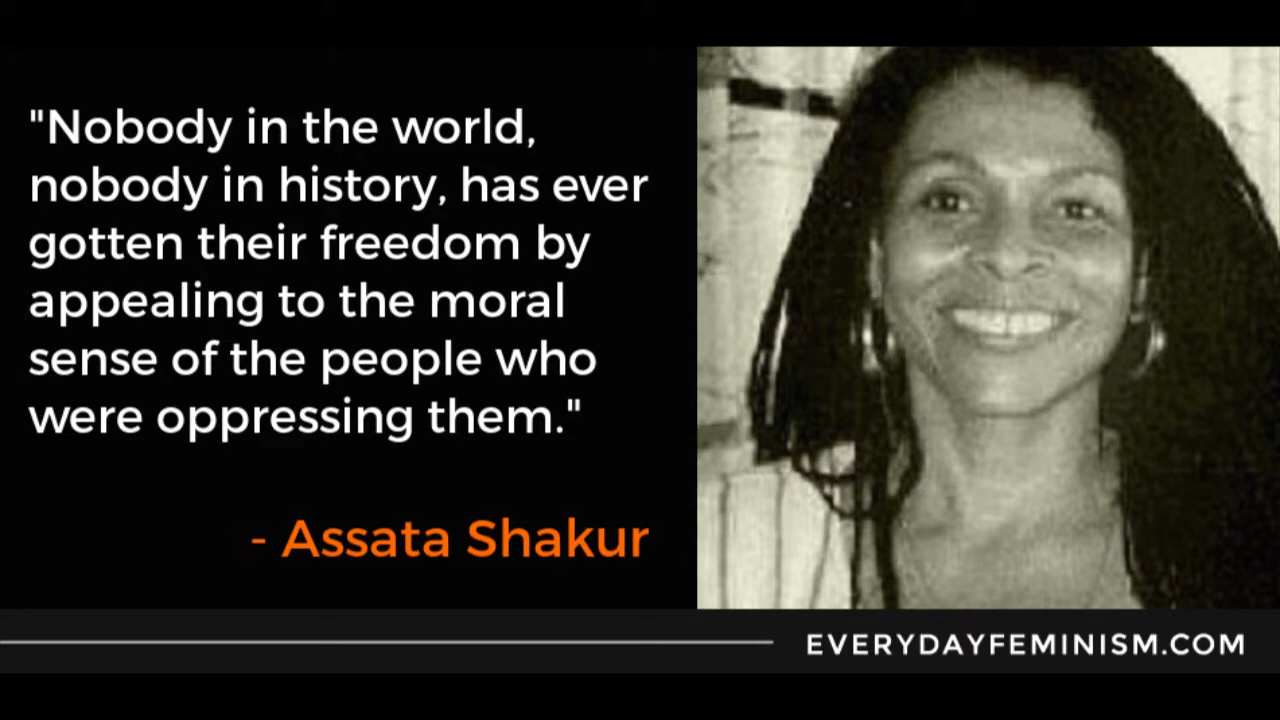 "Nobody in the world,
nobody in history, has ever
gotten their freedom by
appealing to the moral
sense of the people who
were oppressing them."
- Assata Shakur
EVERYDAYFEMINISM.COM